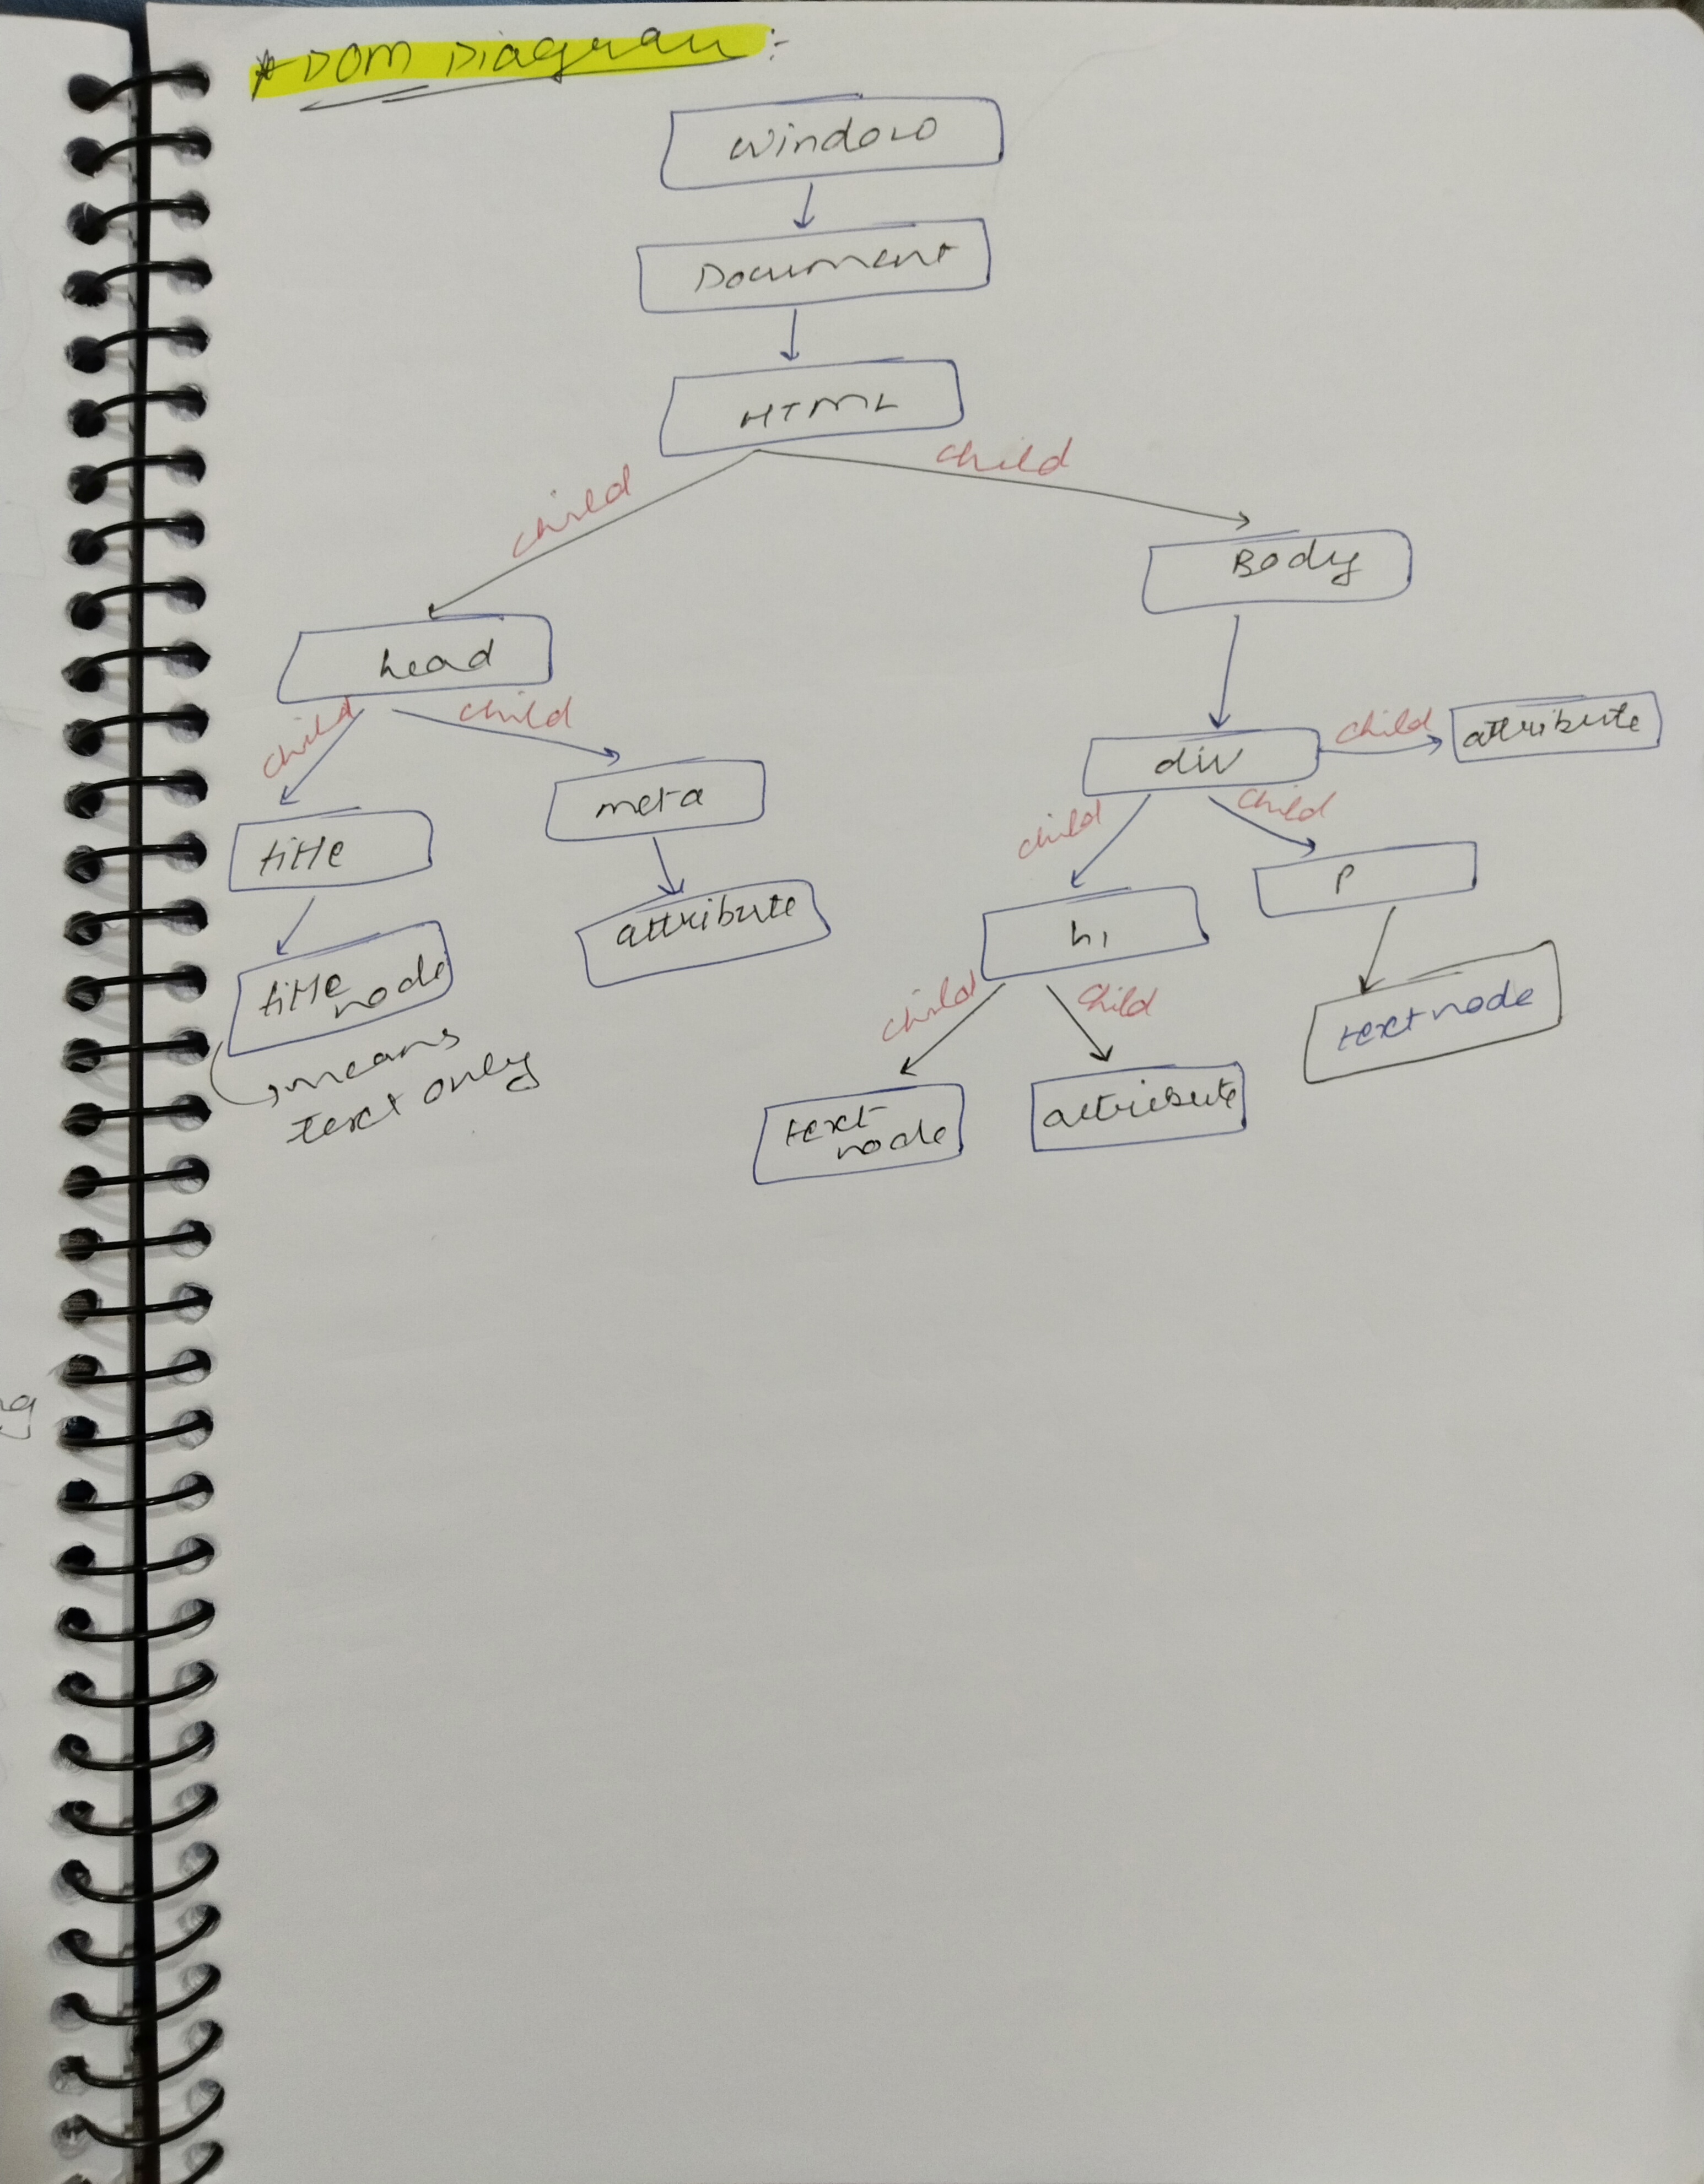 * DOM Diagram :-
Window
Document
HTML
child
child
Body
head
child
child
child
attribute
div
meta
title
child
child
attribute
P
h1
title
node
text node
child
child
means
text only
text
node
attribute